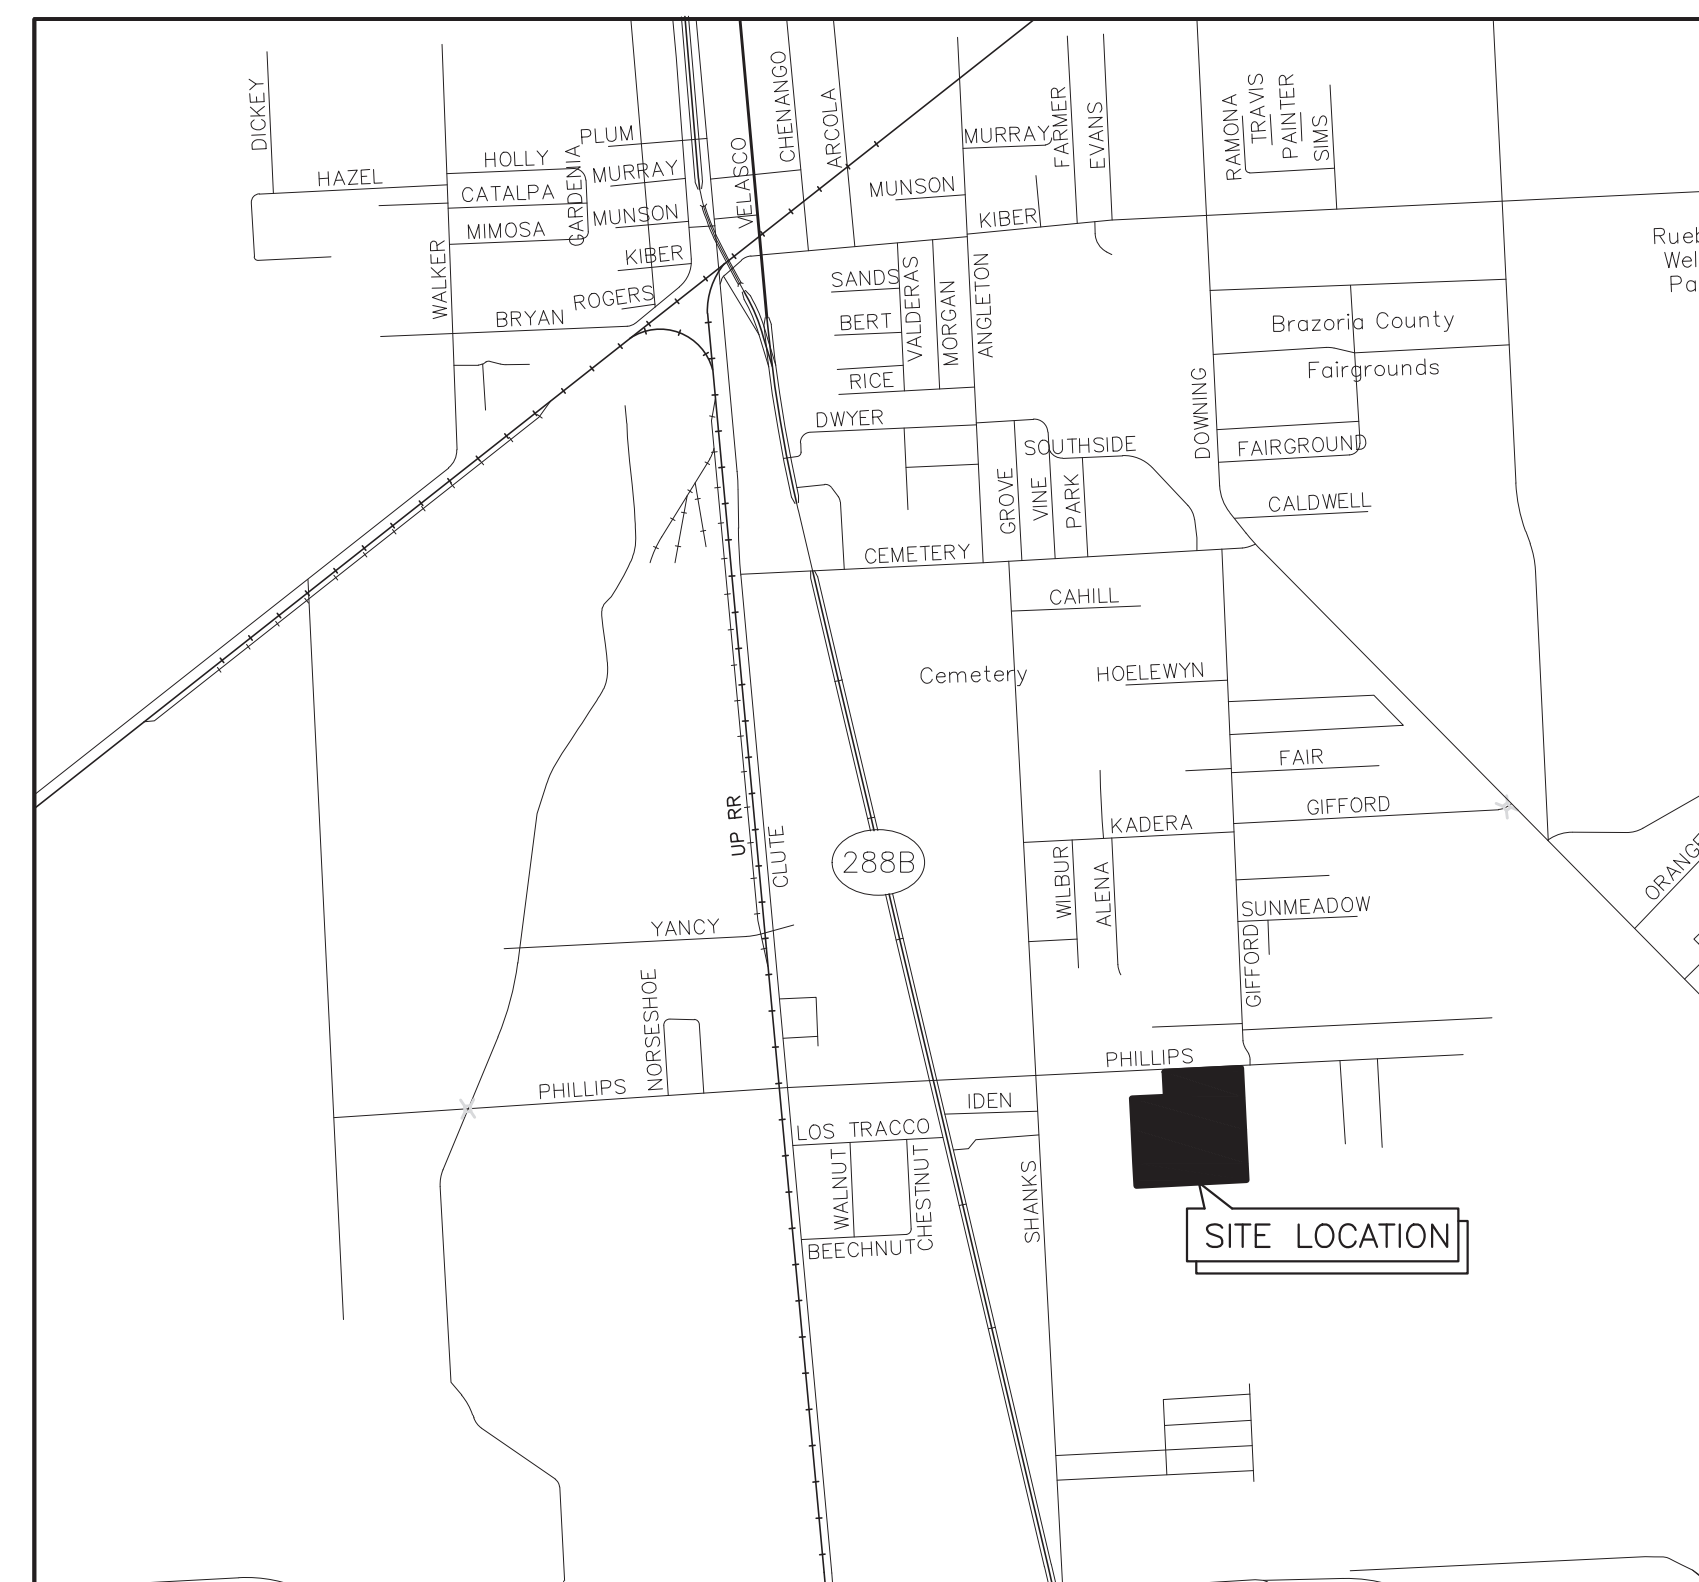 DICKEY
CHENANGO
ARCOLA
FARMER
EVANS
RAMONA
TRAVIS
PAINTER
SIMS
PLUM
MURRAY
HOLLY
GARDENIA
MURRAY
VELASCO
HAZEL
CATALPA
MUNSON
MIMOSA
MUNSON
KIBER
WALKER
KIBER
SANDS
VALDERAS
MORGAN
ANGLETON
ROGERS
BRYAN
BERT
RICE
Brazoria County
Fairgrounds
DWYER
DOWNING
SOUTHSIDE
FAIRGROUND
GROVE
VINE
PARK
CALDWELL
CEMETERY
CAHILL
Cemetery
HOELEWYN
FAIR
GIFFORD
UP RR
CLUTE
288B
KADERA
WILBUR
ALENA
ORANGE
SUNMEADOW
YANCY
GIFFORD
NORSESHOE
PHILLIPS
PHILLIPS
IDEN
LOS TRACCO
WALNUT
CHESTNUT
SHANKS
BEECHNUT
SITE LOCATION